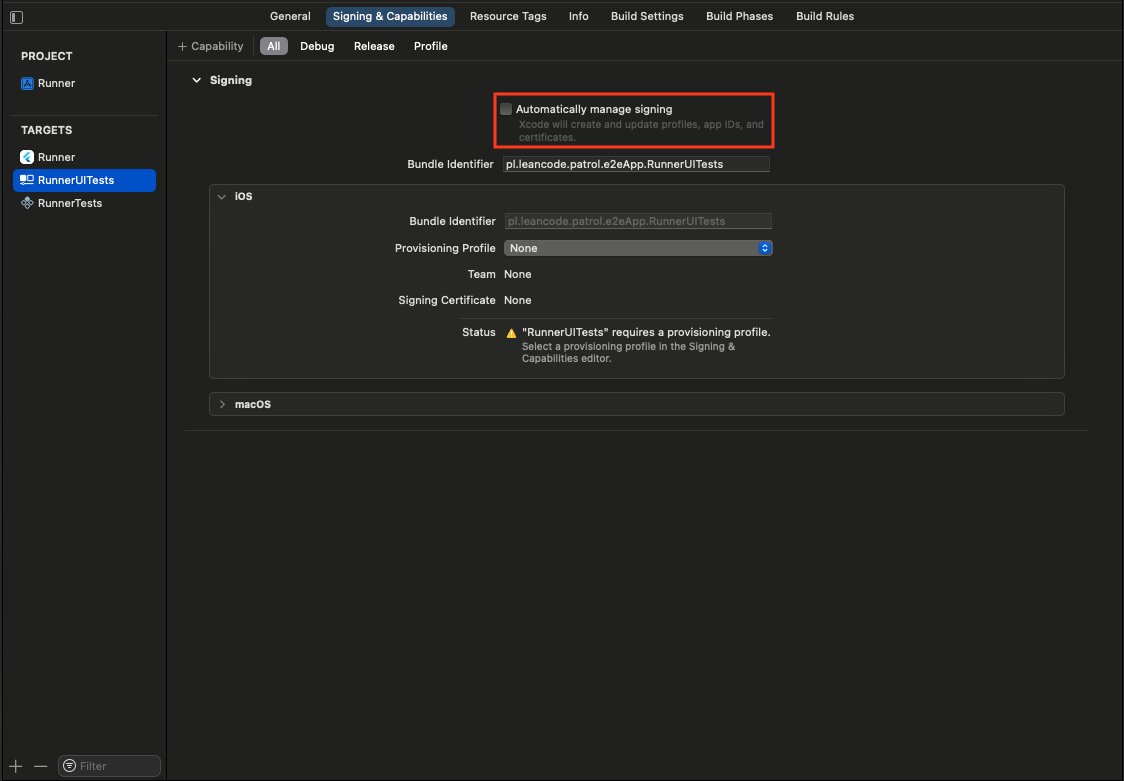 General Signing & Capabilities Resource Tags Info Build Settings Build Phases Build Rules
PROJECT
Runner
TARGETS
Runner
RunnerUITests
RunnerTests
+ Capability All Debug Release Profile
Signing
Automatically manage signing
Xcode will create and update profiles, app IDs, and
certificates.
Bundle Identifier pl.leancode.patrol.e2eApp.RunnerUITests
iOS
Bundle Identifier pl.leancode.patrol.e2eApp.RunnerUITests
Provisioning Profile None
Team None
Signing Certificate None
Status "RunnerUITests" requires a provisioning profile.
Select a provisioning profile in the Signing &
Capabilities editor.
macOS
Filter